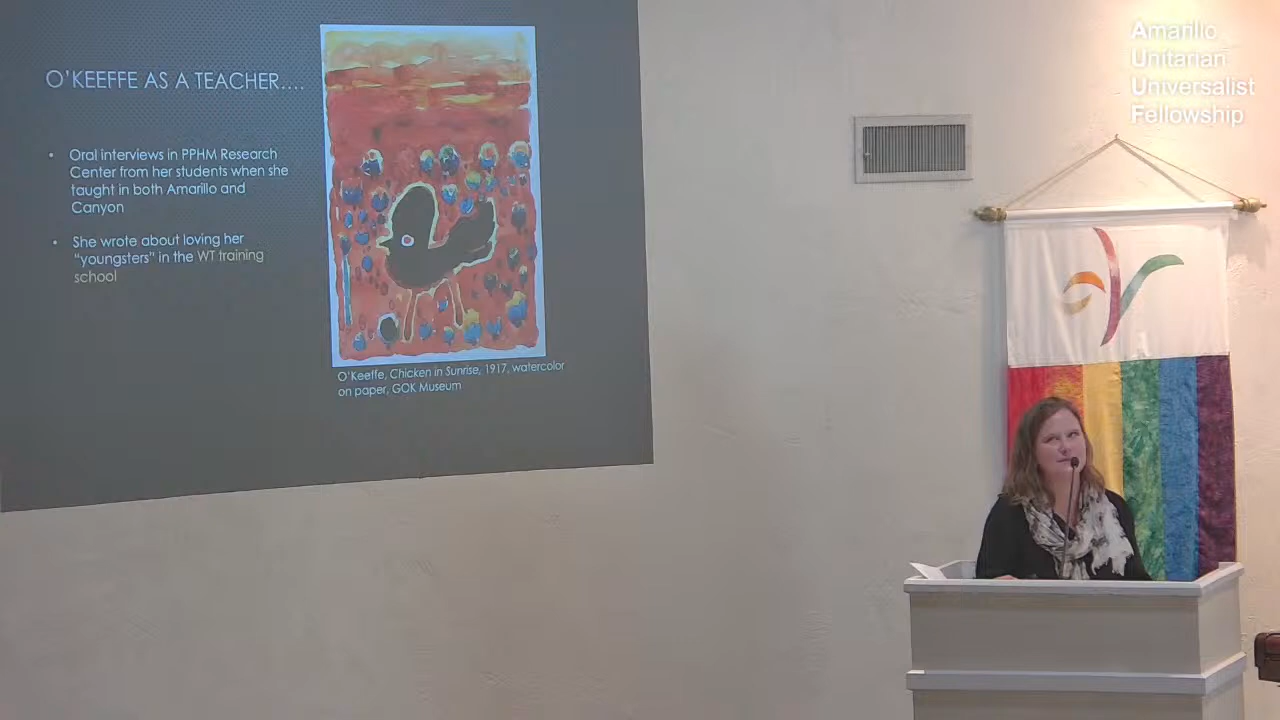 O'KEEFFE AS A TEACHER....
• Oral interviews in PPHM Research
Center from her students when she
taught in both Amarillo and
Canyon
• She wrote about loving her
"youngsters" in the WT training
school
O'Keeffe, Chicken in Sunrise, 1917, watercolor
on paper, GOK Museum
Amarillo
Unitarian
Universalist
Fellowship